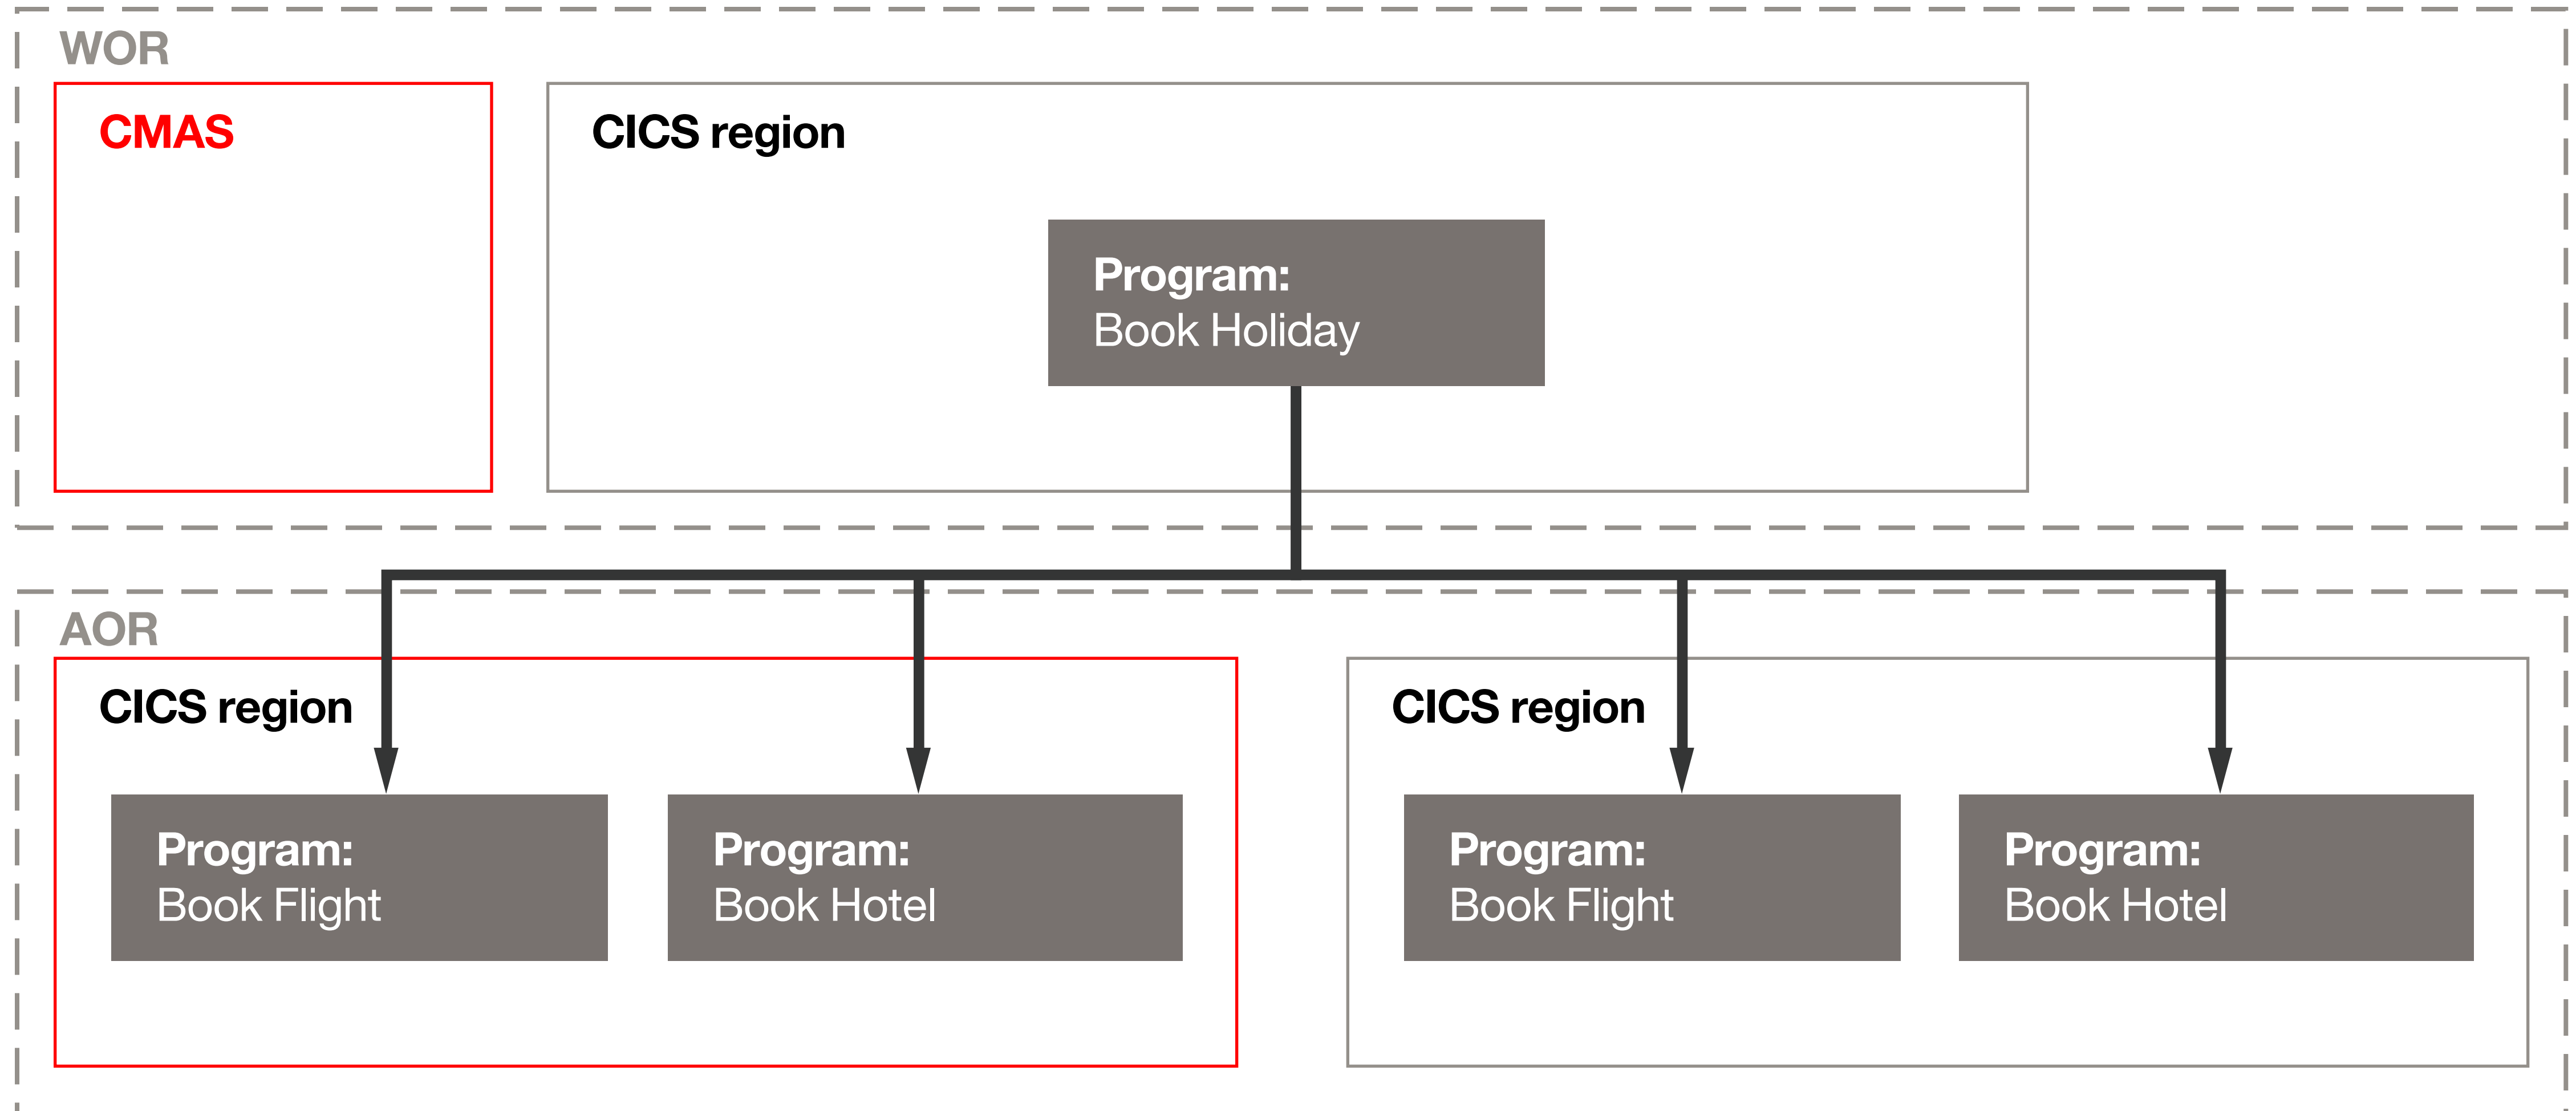 WOR
CMAS
CICS region
Program:
Book Holiday
AOR
CICS region
Program:
Book Flight
Program:
Book Hotel
CICS region
Program:
Book Flight
Program:
Book Hotel